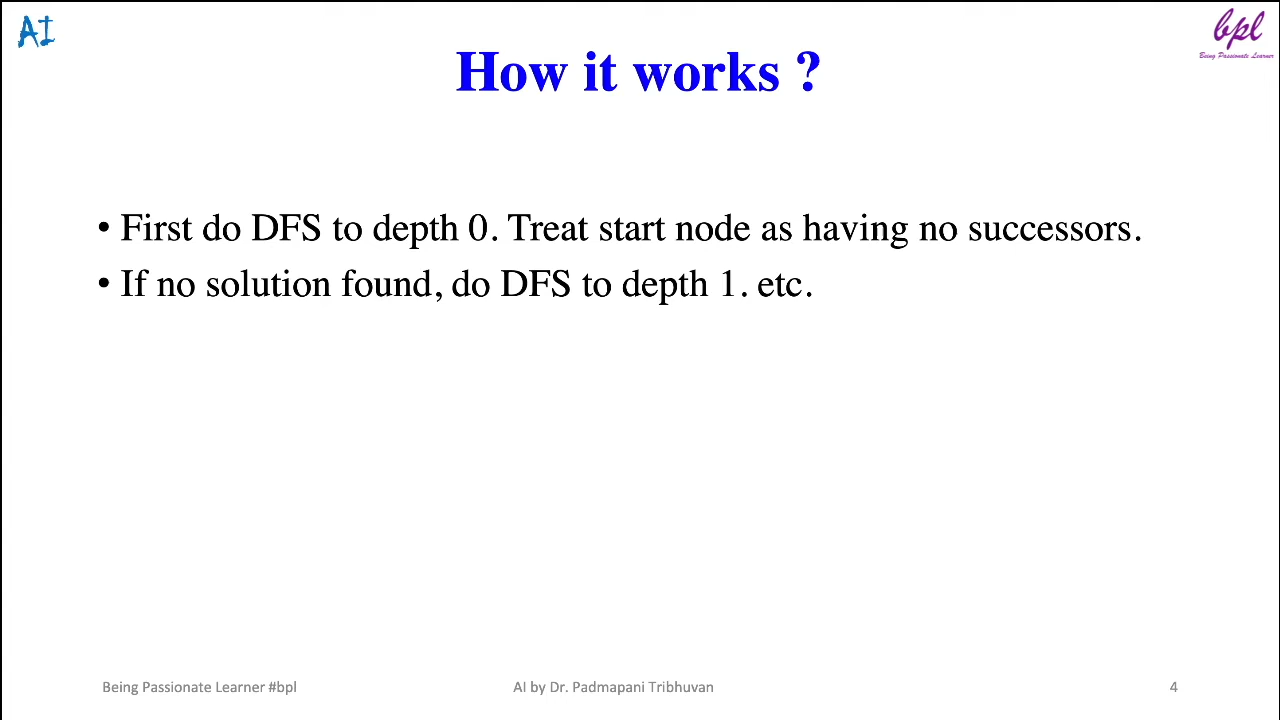 AI
bpl
Being Passionate Learner
How it works ?
• First do DFS to depth 0. Treat start node as having no successors.
• If no solution found, do DFS to depth 1. etc.
Being Passionate Learner #bpl
AI by Dr. Padmapani Tribhuvan
4